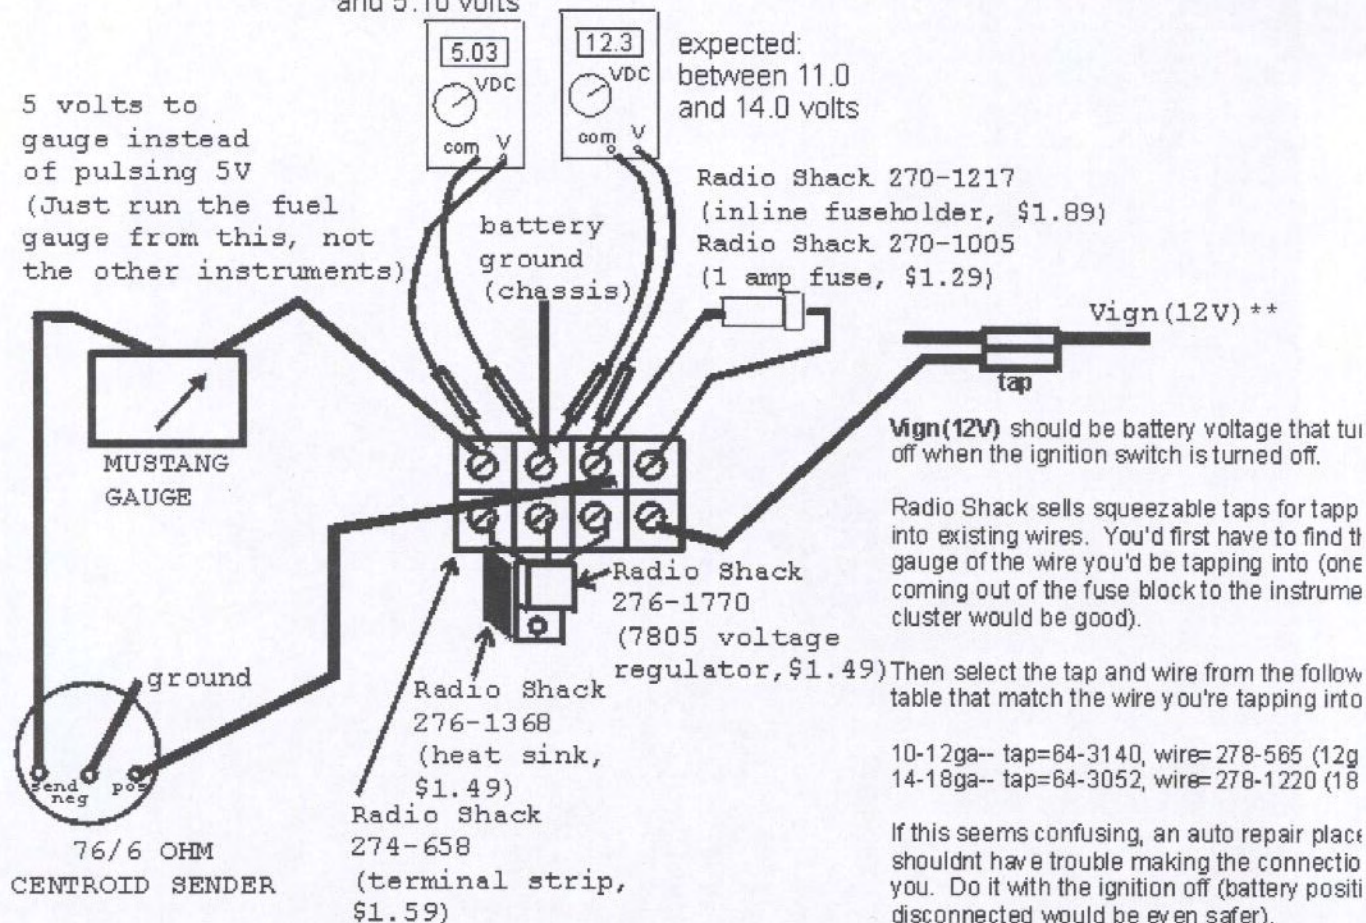 and 5.10 volts
5.03
VDC
com V
12.3
VDC
com V
expected:
between 11.0
and 14.0 volts
5 volts to
gauge instead
of pulsing 5V
(Just run the fuel
gauge from this, not
the other instruments)
battery
ground
(chassis)
Radio Shack 270-1217
(inline fuseholder, $1.89)
Radio Shack 270-1005
(1 amp fuse, $1.29)
Vign(12V)**
tap
MUSTANG
GAUGE
Vign(12V) should be battery voltage that
off when the ignition switch is turned off.
Radio Shack sells squeezable taps for
into existing wires. You'd first have to find
gauge of the wire you'd be tapping into
coming out of the fuse block to the
cluster would be good).
Radio Shack
276-1770
(7805 voltage
regulator,$1.49)
Then select the tap and wire from the
table that match the wire you're tapping into
10-12ga-- tap=64-3140, wire=278-565
14-18ga-- tap=64-3052, wire=278-1220
If this seems confusing, an auto repair
shouldnt have trouble making the
you. Do it with the ignition off (battery
disconnected would be even safer).
ground
send
neg
pos
76/6 OHM
CENTROID SENDER
Radio Shack
276-1368
(heat sink,
$1.49)
Radio Shack
274-658
(terminal strip,
$1.59)